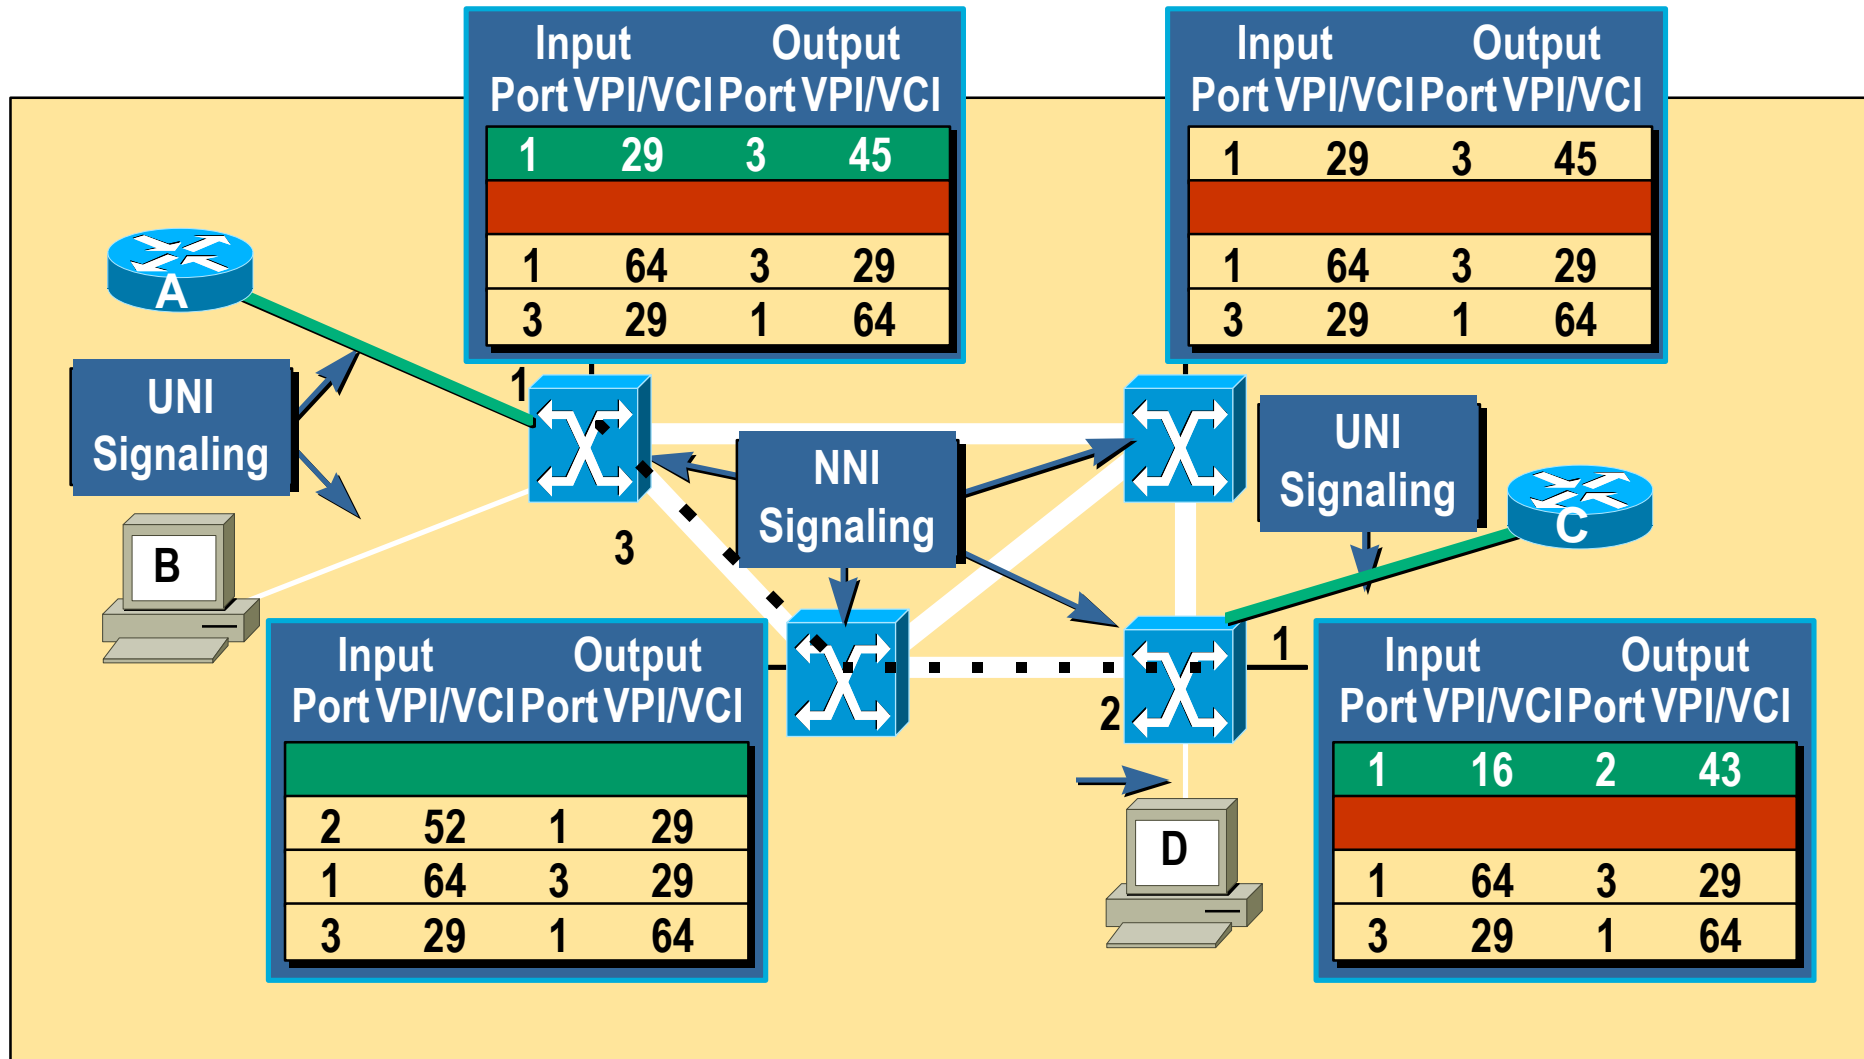 Input Output
Port VPI/VCI Port VPI/VCI
1 29 3 45
1 64 3 29
3 29 1 64
Input Output
Port VPI/VCI Port VPI/VCI
1 29 3 45
1 64 3 29
3 29 1 64
A
UNI
Signaling
1
3
B
NNI
Signaling
UNI
Signaling
C
Input Output
Port VPI/VCI Port VPI/VCI
2 52 1 29
1 64 3 29
3 29 1 64
1
2
D
Input Output
Port VPI/VCI Port VPI/VCI
1 16 2 43
1 64 3 29
3 29 1 64